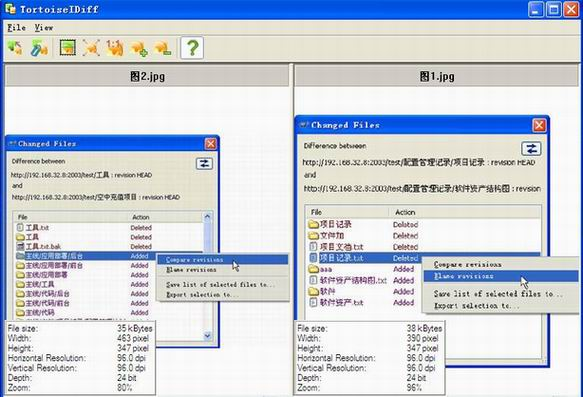 TortoiseIDiff
File View
图2.jpg
图1.jpg
Changed Files
Difference between
http://192.168.32.8:2003/test/工具 : revision HEAD
and
http://192.168.32.8:2003/test/空中充值项目 : revision HEAD
File Action
工具.txt Deleted
工具 Deleted
工具.txt.bak Deleted
主线/应用部署/后台 Added
主线/应用部署/前台 Added
主线/应用部署 Added
主线/工具 Added
主线/代码/后台 Added
主线/代码 Added
Compare revisions
Blame revisions
Save list of selected files to...
Export selection to...
File size: 35 kBytes
Width: 463 pixel
Height: 347 pixel
Horizontal Resolution: 96.0 dpi
Vertical Resolution: 96.0 dpi
Depth: 24 bit
Zoom: 80%
Changed Files
Difference between
http://192.168.32.8:2003/test/配置管理记录/项目记录 : revision HEAD
and
http://192.168.32.8:2003/test/配置管理记录/软件资产结构图 : revision
File Action
项目记录 Deleted
文件加 Deleted
项目文档.txt Deleted
项目记录.txt Deleted
aaa Added
软件资产结构图.txt Added
软件 Added
软件资产.txt Added
Compare revisions
Blame revisions
Save list of selected files to...
Export selection to...
File size: 38 kBytes
Width: 390 pixel
Height: 347 pixel
Horizontal Resolution: 96.0 dpi
Vertical Resolution: 96.0 dpi
Depth: 24 bit
Zoom: 96%